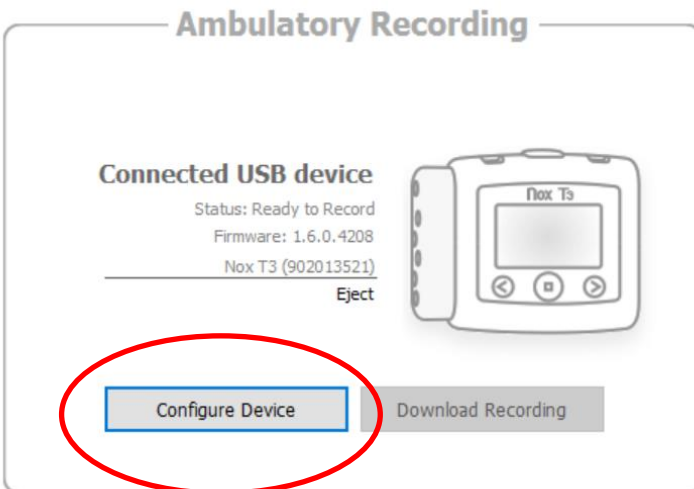 Ambulatory Recording
Connected USB device
Status: Ready to Record
Firmware: 1.6.0.4208
Nox T3 (902013521)
Eject
Nox T3
Configure Device
Download Recording